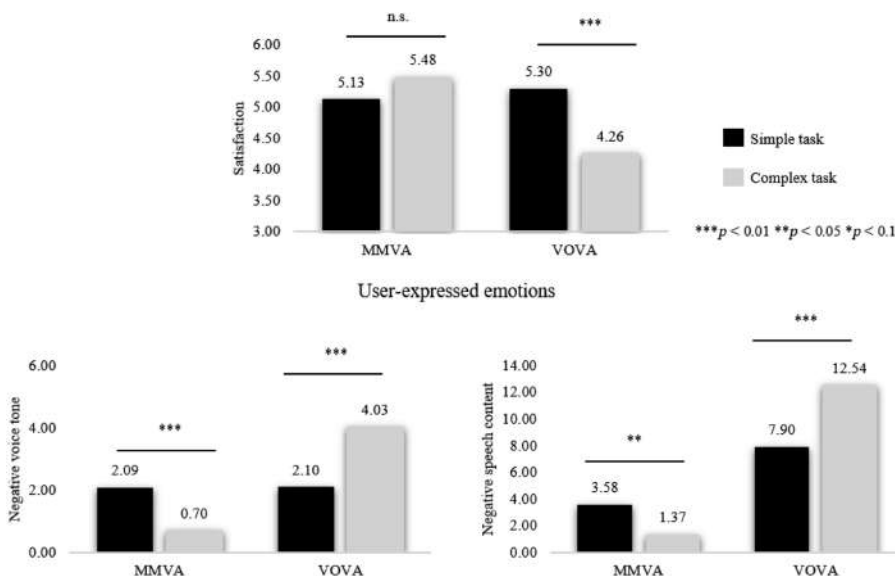 n.s.
***
6.00
5.50
5.00
4.50
4.00
3.50
3.00
Satisfaction
5.13
5.48
5.30
4.26
MMVA
VOVA
Simple task
Complex task
***p < 0.01 **p < 0.05 *p < 0.1
User-expressed emotions
6.00
4.00
2.00
0.00
Negative voice tone
***
***
2.09
0.70
2.10
4.03
MMVA
VOVA
14.00
12.00
10.00
8.00
6.00
4.00
2.00
0.00
Negative speech content
**
***
3.58
1.37
7.90
12.54
MMVA
VOVA